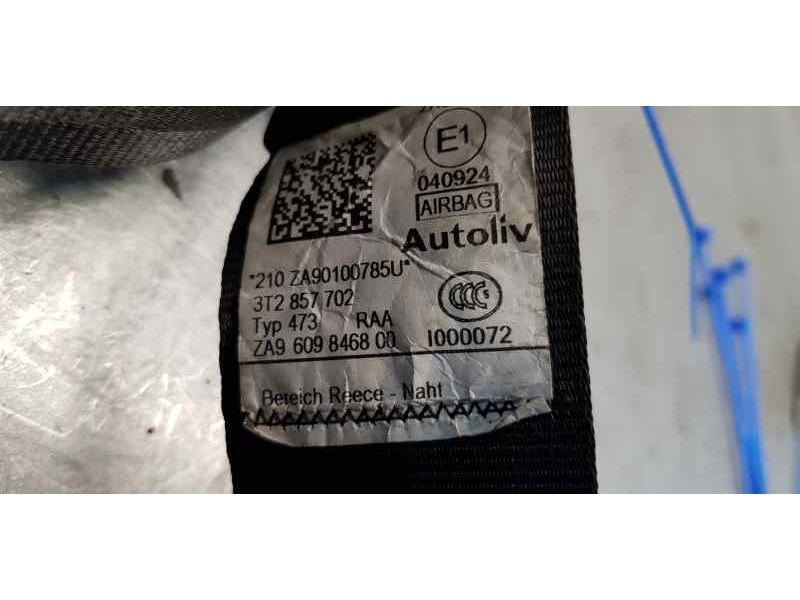 E1
040924
AIRBAG
Autoliv
*210 ZA90100785U*
3T2 857 702
Typ 473 RAA
ZA9 609 8468 00 I000072
CCC S
Bereich Reece - Naht